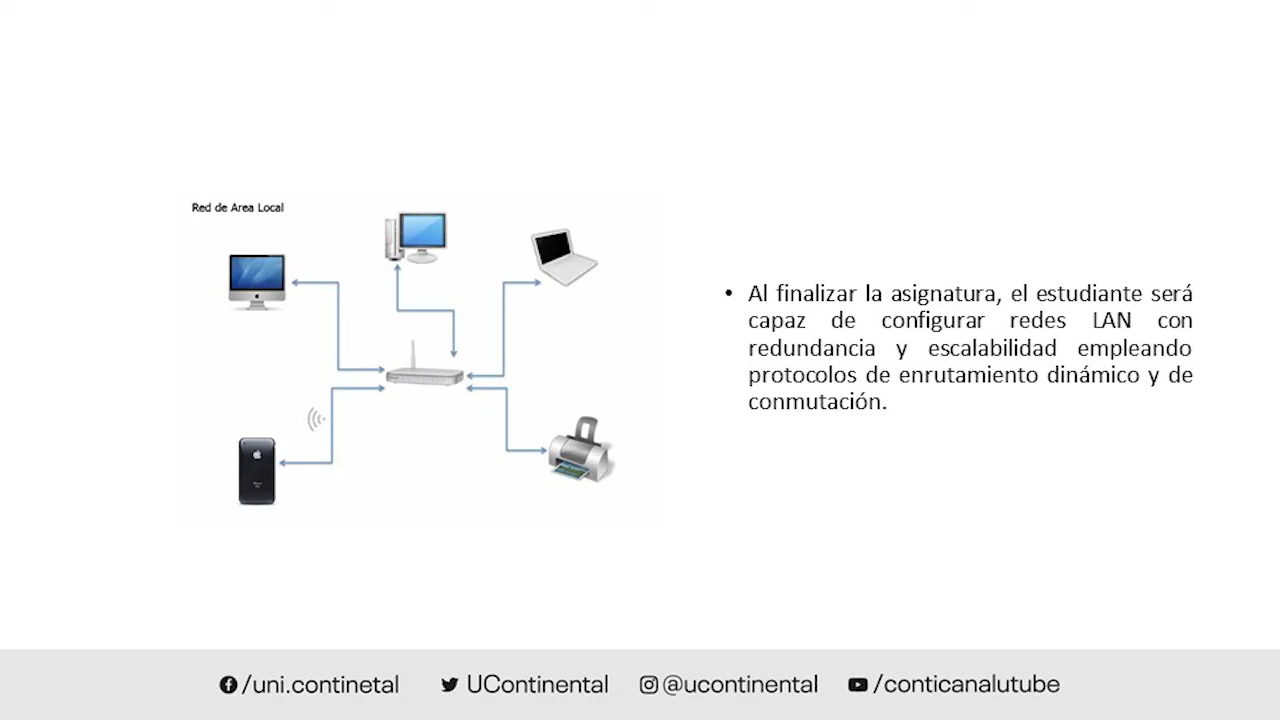 Red de Area Local
• Al finalizar la asignatura, el estudiante será
capaz de configurar redes LAN con
redundancia y escalabilidad empleando
protocolos de enrutamiento dinámico y de
conmutación.
/uni.continetal UContinental @ucontinental /conticanalutube